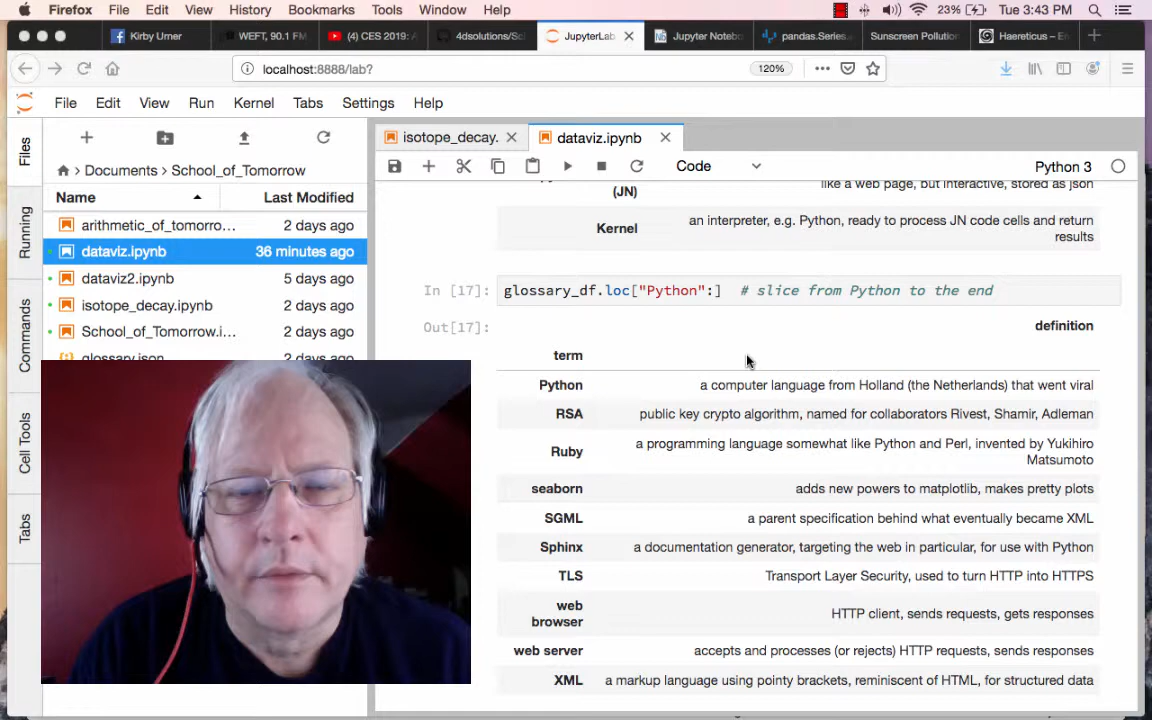 Firefox File Edit View History Bookmarks Tools Window Help 23% Tue 3:43 PM
Kirby Urner WEFT, 90.1 FM (4) CES 2019: 4dsolutions/Sc JupyterLab Jupyter Noteb pandas.Series. Sunscreen Pollution Haereticus – En
localhost:8888/lab? 120%
File Edit View Run Kernel Tabs Settings Help
Files
Running
Commands
Cell Tools
Tabs
Documents School_of_Tomorrow
Name Last Modified
arithmetic_of_tomorro... 2 days ago
dataviz.ipynb 36 minutes ago
dataviz2.ipynb 5 days ago
isotope_decay.ipynb 2 days ago
School_of_Tomorrow.i... 2 days ago
glossary.json 2 days ago
isotope_decay. dataviz.ipynb
Code Python 3
(JN) like a web page, but interactive, stored as json
Kernel an interpreter, e.g. Python, ready to process JN code cells and return
results
In [17]: glossary_df.loc["Python":] # slice from Python to the end
Out[17]: definition
term
Python a computer language from Holland (the Netherlands) that went viral
RSA public key crypto algorithm, named for collaborators Rivest, Shamir, Adleman
Ruby a programming language somewhat like Python and Perl, invented by Yukihiro
Matsumoto
seaborn adds new powers to matplotlib, makes pretty plots
SGML a parent specification behind what eventually became XML
Sphinx a documentation generator, targeting the web in particular, for use with Python
TLS Transport Layer Security, used to turn HTTP into HTTPS
web
browser HTTP client, sends requests, gets responses
web server accepts and processes (or rejects) HTTP requests, sends responses
XML a markup language using pointy brackets, reminiscent of HTML, for structured data